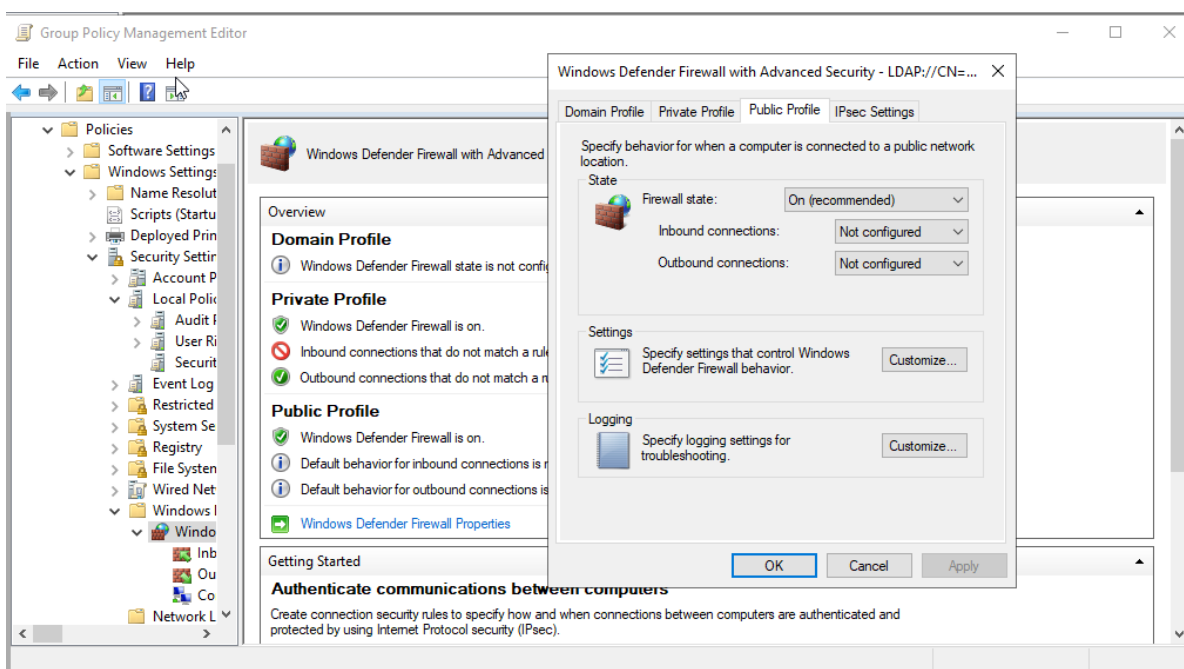 Group Policy Management Editor
File Action View Help
Policies
Software Settings
Windows Settings
Name Resolut
Scripts (Startu
Deployed Prin
Security Settin
Account P
Local Polic
Audit P
User Ri
Securit
Event Log
Restricted
System Se
Registry
File System
Wired Net
Windows
Windo
Inb
Ou
Co
Network L
Windows Defender Firewall with Advanced
Overview
Domain Profile
Windows Defender Firewall state is not config
Private Profile
Windows Defender Firewall is on.
Inbound connections that do not match a rule
Outbound connections that do not match a r
Public Profile
Windows Defender Firewall is on.
Default behavior for inbound connections is n
Default behavior for outbound connections is
Windows Defender Firewall Properties
Getting Started
Authenticate communications between computers
Create connection security rules to specify how and when connections between computers are authenticated and
protected by using Internet Protocol security (IPsec).
Windows Defender Firewall with Advanced Security - LDAP://CN=...
Domain Profile Private Profile Public Profile IPsec Settings
Specify behavior for when a computer is connected to a public network
location.
State
Firewall state: On (recommended)
Inbound connections: Not configured
Outbound connections: Not configured
Settings
Specify settings that control Windows
Defender Firewall behavior.
Customize...
Logging
Specify logging settings for
troubleshooting.
Customize...
OK Cancel Apply